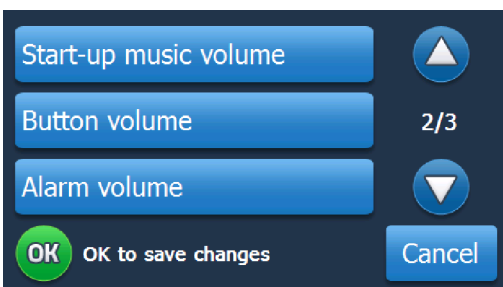 Start-up music volume
Button volume
2/3
Alarm volume
OK
OK to save changes
Cancel